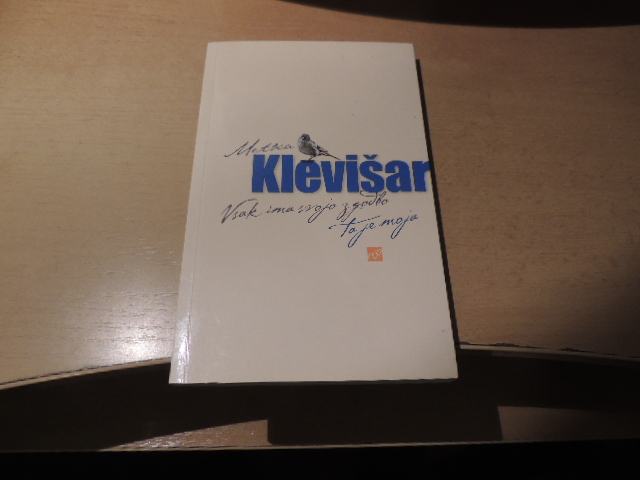 Metka
Klevišar
Vsak ima svojo zgodbo
ta je moja